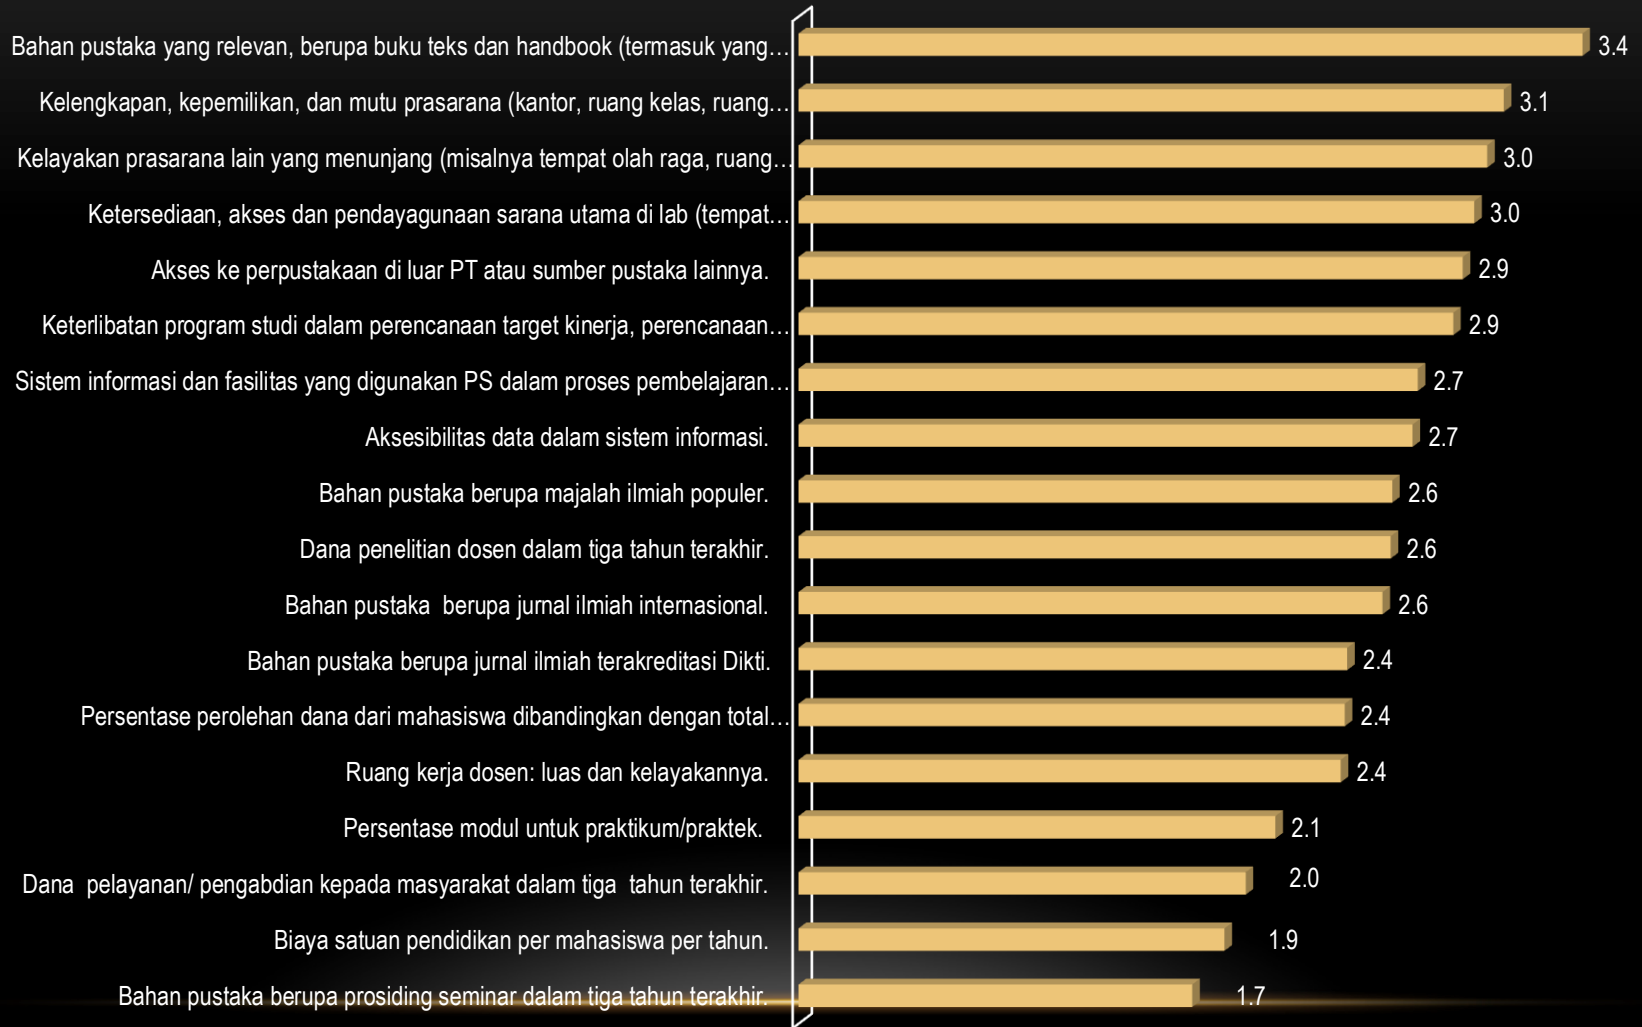 Bahan pustaka yang relevan, berupa buku teks dan handbook (termasuk yang… 3.4
Kelengkapan, kepemilikan, dan mutu prasarana (kantor, ruang kelas, ruang… 3.1
Kelayakan prasarana lain yang menunjang (misalnya tempat olah raga, ruang… 3.0
Ketersediaan, akses dan pendayagunaan sarana utama di lab (tempat… 3.0
Akses ke perpustakaan di luar PT atau sumber pustaka lainnya. 2.9
Keterlibatan program studi dalam perencanaan target kinerja, perencanaan… 2.9
Sistem informasi dan fasilitas yang digunakan PS dalam proses pembelajaran… 2.7
Aksesibilitas data dalam sistem informasi. 2.7
Bahan pustaka berupa majalah ilmiah populer. 2.6
Dana penelitian dosen dalam tiga tahun terakhir. 2.6
Bahan pustaka  berupa jurnal ilmiah internasional. 2.6
Bahan pustaka berupa jurnal ilmiah terakreditasi Dikti. 2.4
Persentase perolehan dana dari mahasiswa dibandingkan dengan total… 2.4
Ruang kerja dosen: luas dan kelayakannya. 2.4
Persentase modul untuk praktikum/praktek. 2.1
Dana  pelayanan/ pengabdian kepada masyarakat dalam tiga  tahun terakhir. 2.0
Biaya satuan pendidikan per mahasiswa per tahun. 1.9
Bahan pustaka berupa prosiding seminar dalam tiga tahun terakhir. 1.7